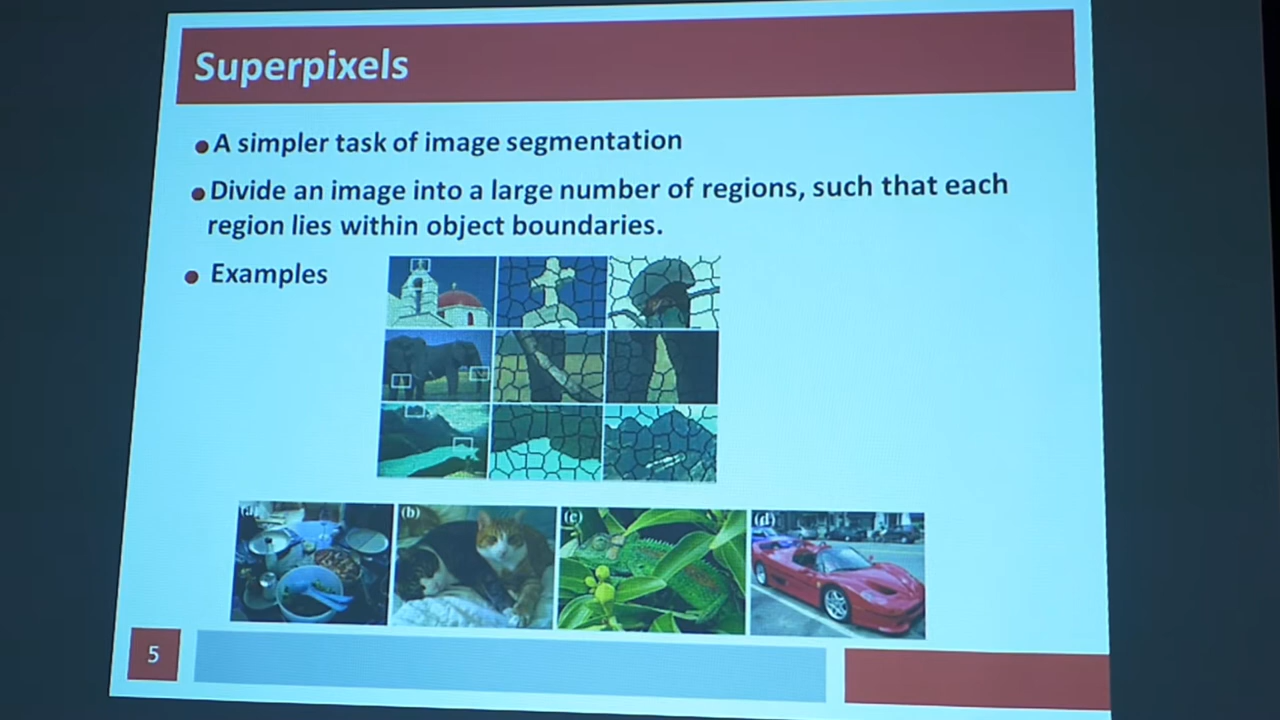 Superpixels
● A simpler task of image segmentation
● Divide an image into a large number of regions, such that each
region lies within object boundaries.
● Examples
(a) (b) (c) (d)
5